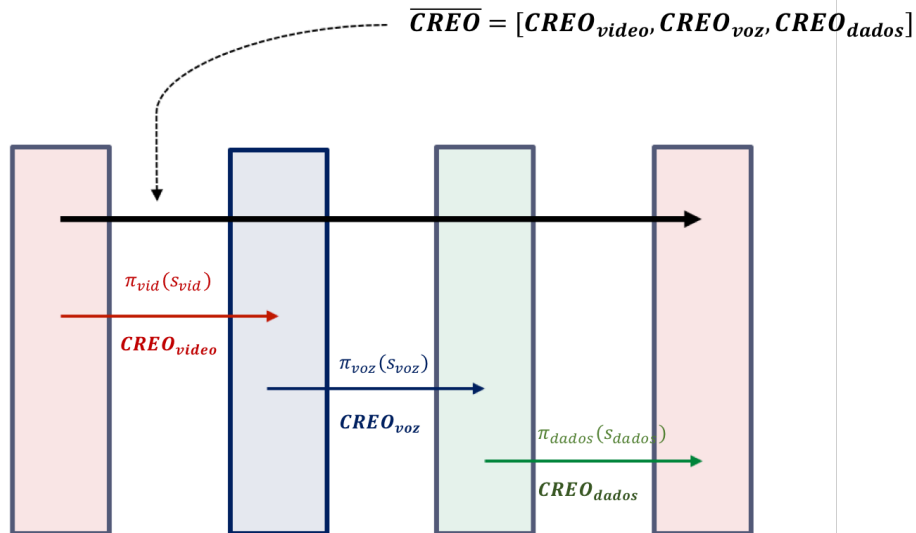 $\overline{CREO} = [CREO_{video}, CREO_{voz}, CREO_{dados}]$
$\pi_{vid}(s_{vid})$
$CREO_{video}$
$\pi_{voz}(s_{voz})$
$CREO_{voz}$
$\pi_{dados}(s_{dados})$
$CREO_{dados}$